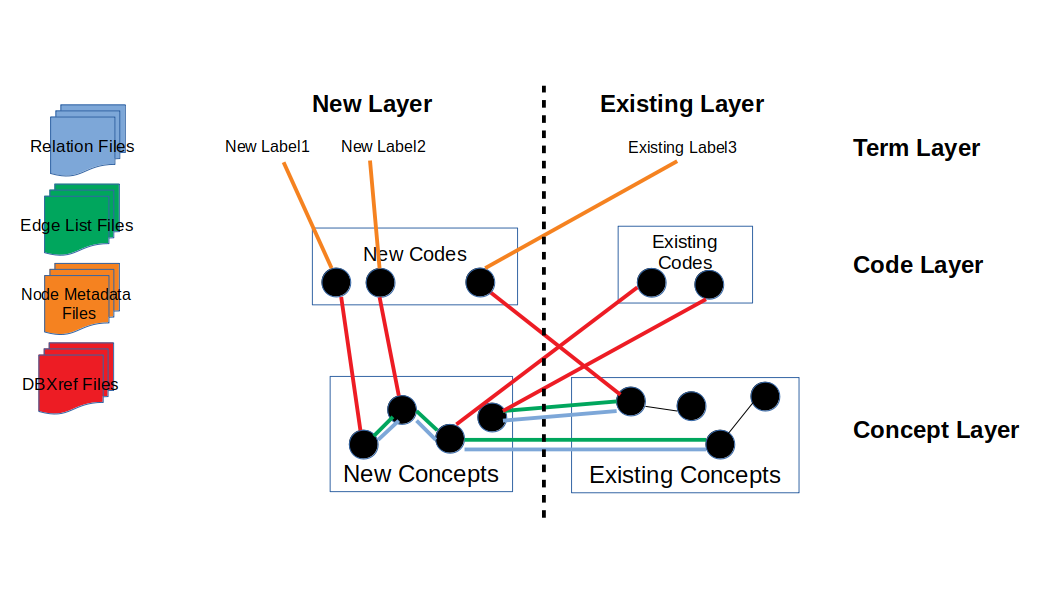 New Layer
Existing Layer
Relation Files
New Label1
New Label2
Existing Label3
Term Layer
Edge List Files
New Codes
Existing
Codes
Code Layer
Node Metadata
Files
DBXref Files
New Concepts
Existing Concepts
Concept Layer